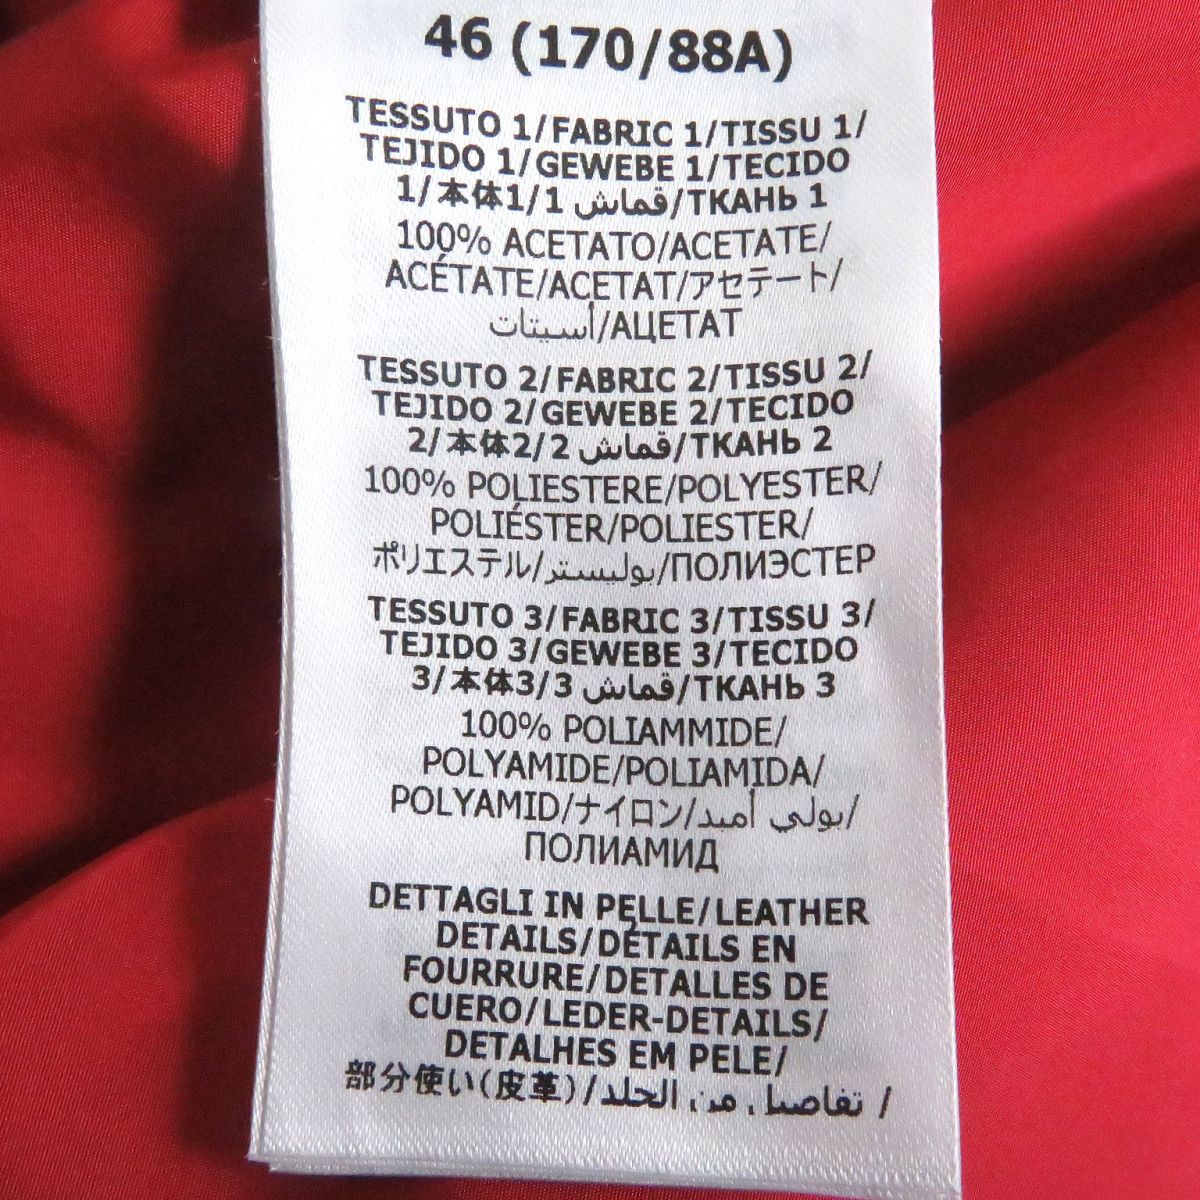 46 (170/88A)
TESSUTO 1/FABRIC 1/TISSU 1/
TEJIDO 1/GEWEBE 1/TECIDO
1/本体1/1 قماش/ТКАНЬ 1
100% ACETATO/ACETATE/
ACÉTATE/ACETAT/アセテート/
أسيتات/АЦЕТАТ
TESSUTO 2/FABRIC 2/TISSU 2/
TEJIDO 2/GEWEBE 2/TECIDO
2/本体2/2 قماش/ТКАНЬ 2
100% POLIESTERE/POLYESTER/
POLIÉSTER/POLIESTER/
ポリエステル/بوليستر/ПОЛИЭСТЕР
TESSUTO 3/FABRIC 3/TISSU 3/
TEJIDO 3/GEWEBE 3/TECIDO
3/本体3/3 قماش/ТКАНЬ 3
100% POLIAMMIDE/
POLYAMIDE/POLIAMIDA/
POLYAMID/ナイロン/بولي أميد/
ПОЛИАМИД
DETTAGLI IN PELLE/LEATHER
DETAILS/DÉTAILS EN
FOURRURE/DETALLES DE
CUERO/LEDER-DETAILS/
DETALHES EM PELE/
部分使い(皮革)/تفاصيل من الجلد /